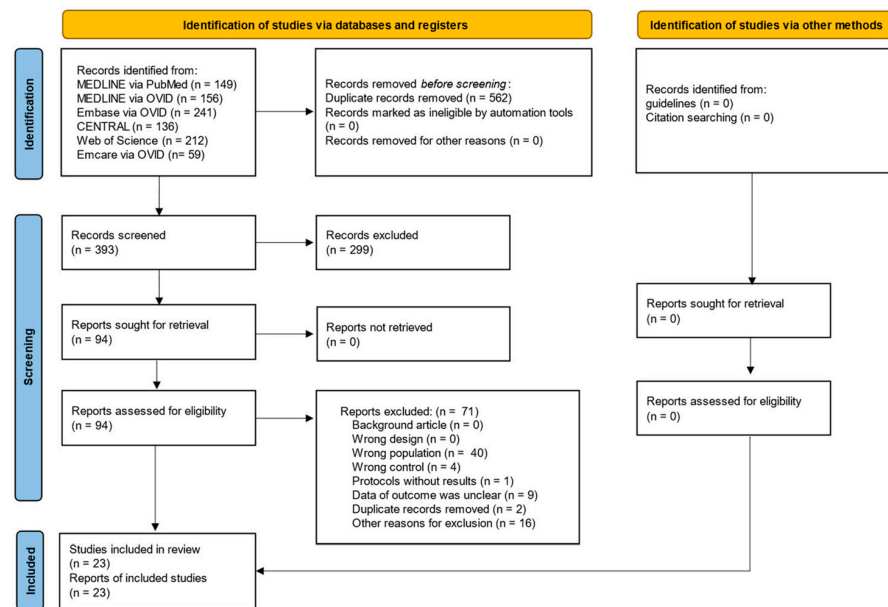 Identification of studies via databases and registers
Identification of studies via other methods
Identification
Records identified from:
MEDLINE via PubMed (n = 149)
MEDLINE via OVID (n = 156)
Embase via OVID (n = 241)
CENTRAL (n = 136)
Web of Science (n = 212)
Emcare via OVID (n= 59)
Records removed before screening:
Duplicate records removed (n = 562)
Records marked as ineligible by automation tools
(n = 0)
Records removed for other reasons (n = 0)
Records identified from:
guidelines (n = 0)
Citation searching (n = 0)
Screening
Records screened
(n = 393)
Records excluded
(n = 299)
Reports sought for retrieval
(n = 94)
Reports not retrieved
(n = 0)
Reports sought for retrieval
(n = 0)
Reports assessed for eligibility
(n = 94)
Reports excluded: (n = 71)
Background article (n = 0)
Wrong design (n = 0)
Wrong population (n = 40)
Wrong control (n = 4)
Protocols without results (n = 1)
Data of outcome was unclear (n = 9)
Duplicate records removed (n = 2)
Other reasons for exclusion (n = 16)
Reports assessed for eligibility
(n = 0)
Included
Studies included in review
(n = 23)
Reports of included studies
(n = 23)